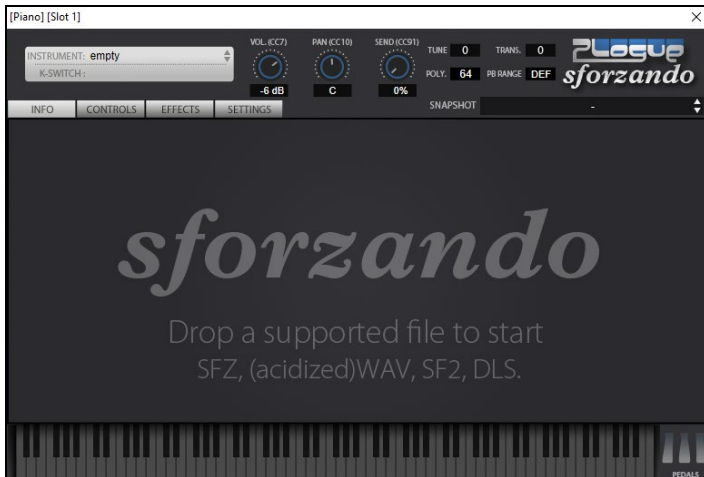 [Piano] [Slot 1]
INSTRUMENT: empty
K-SWITCH :
VOL. (CC7)
-6 dB
PAN (CC10)
C
SEND (CC91)
0%
TUNE 0 TRANS. 0
POLY. 64 PB RANGE DEF
Plogue
sforzando
INFO CONTROLS EFFECTS SETTINGS
SNAPSHOT -
sforzando
Drop a supported file to start
SFZ, (acidized)WAV, SF2, DLS.
PEDALS